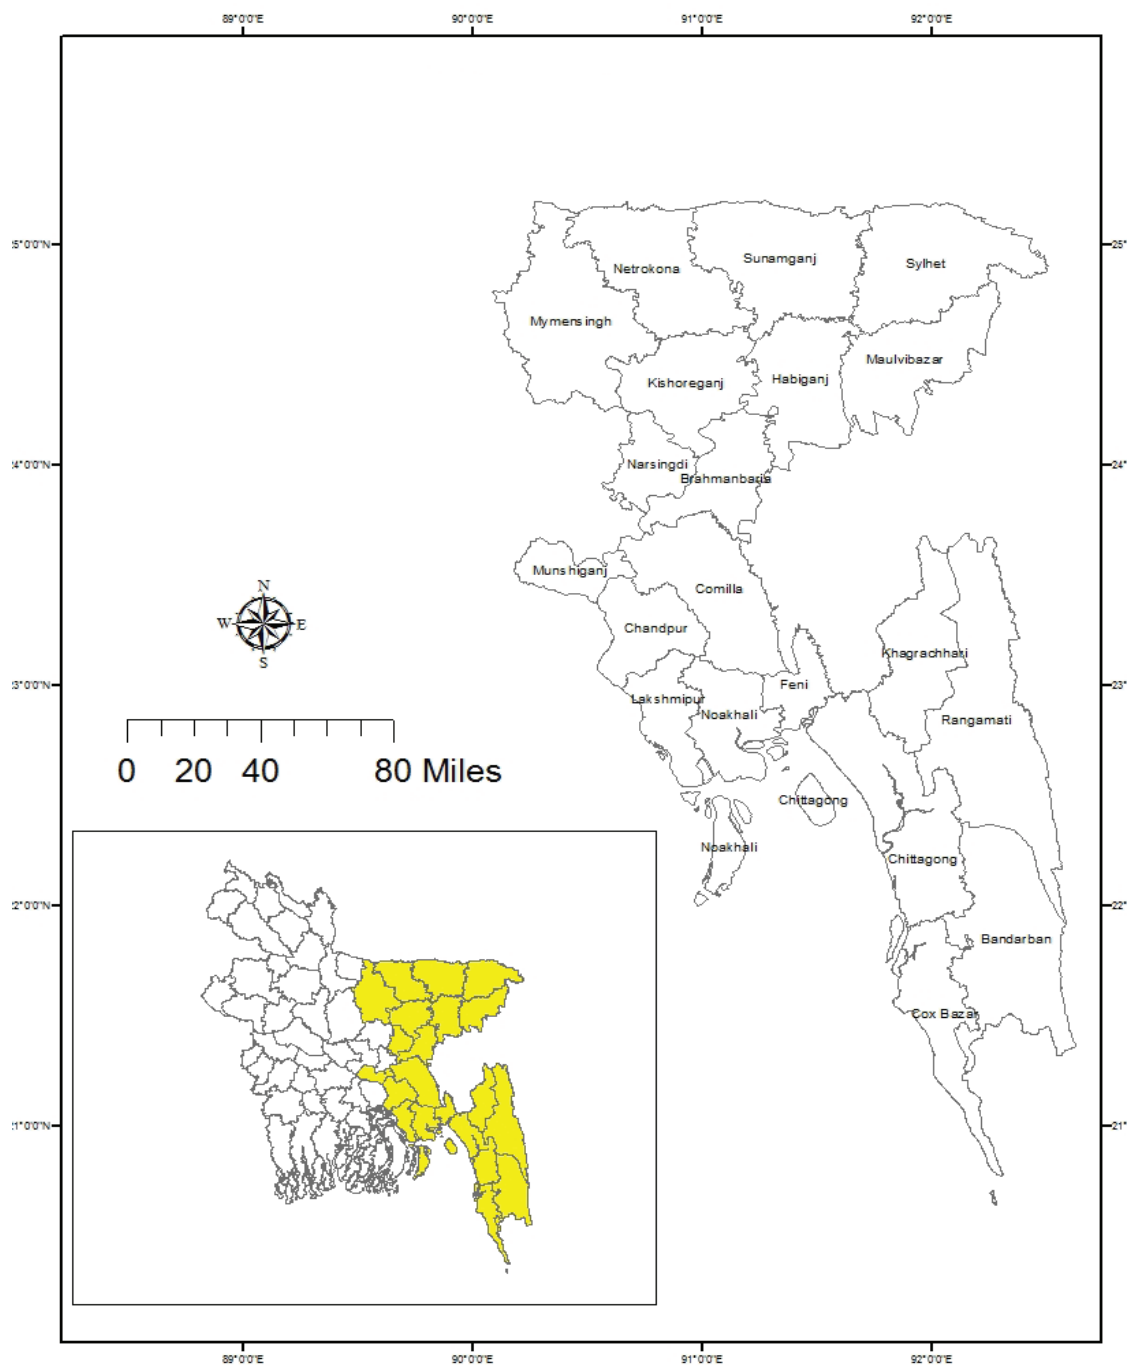 89°0'0"E 90°0'0"E 91°0'0"E 92°0'0"E
25°0'0"N 25°
Netrokona Sunamganj Sylhet
Mymensingh
Kishoreganj Habiganj Maulvibazar
24°0'0"N 24°
Narsingdi
Brahmanbaria
Munshiganj
Comilla
N
W E
S
Chandpur
Khagrachhari
23°0'0"N 23°
Feni
Lakshmipur
Noakhali
Rangamati
0 20 40 80 Miles
Chittagong
Noakhali
Chittagong
22°0'0"N 22°
Bandarban
Cox Bazar
21°0'0"N 21°
89°0'0"E 90°0'0"E 91°0'0"E 92°0'0"E